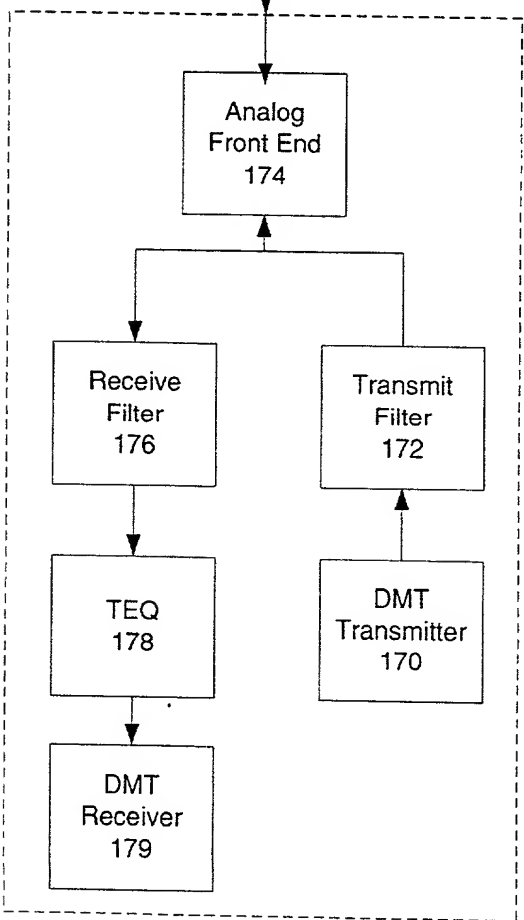 Analog
Front End
174
Receive
Filter
176
Transmit
Filter
172
TEQ
178
DMT
Transmitter
170
DMT
Receiver
179